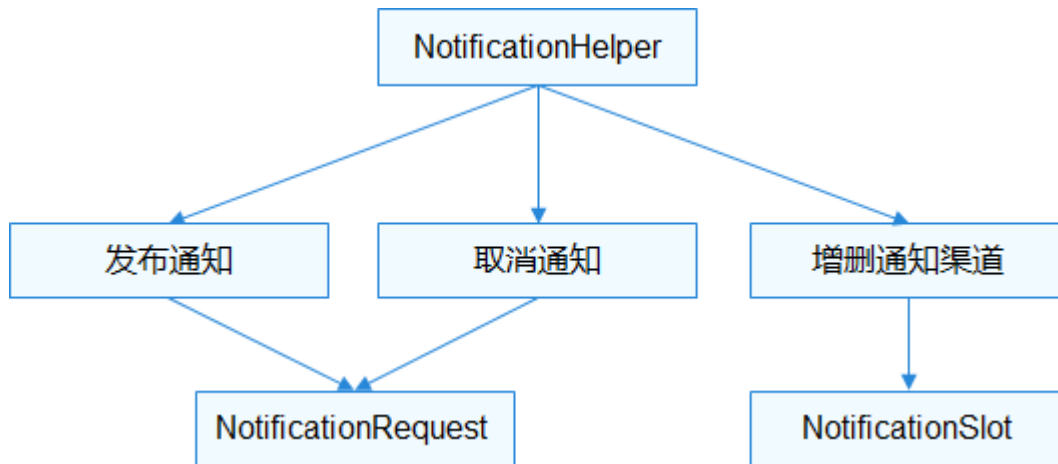 NotificationHelper
发布通知
取消通知
增删通知渠道
NotificationRequest
NotificationSlot